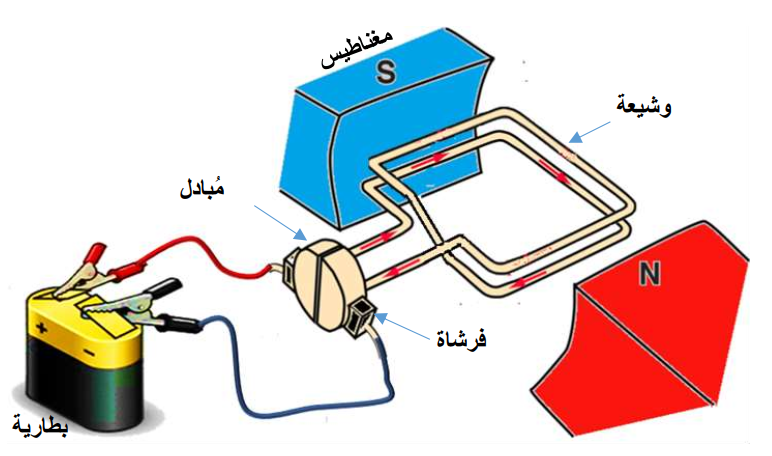 مغناطيس
S
وشيعة
مُبادل
N
فرشاة
+
−
بطارية